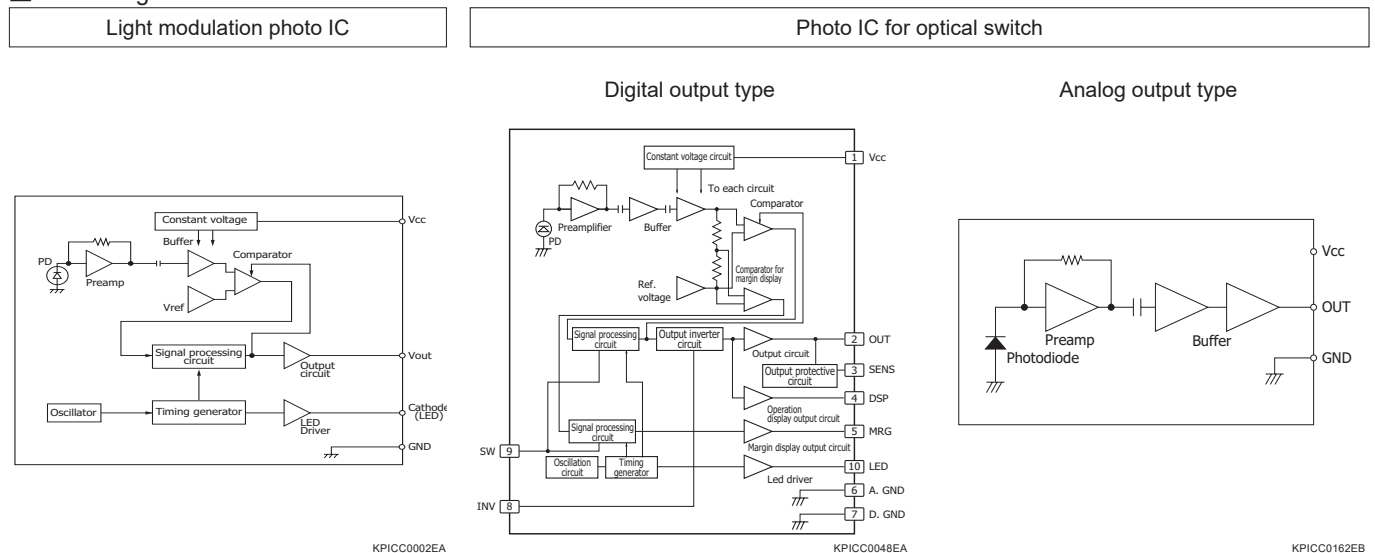 Light modulation photo IC
Photo IC for optical switch
Digital output type
Analog output type
Constant voltage
Vcc
Buffer
Comparator
PD
Preamp
Vref
Signal processing
circuit
Output
circuit
Vout
Oscillator
Timing generator
LED
Driver
Cathode
(LED)
GND
KPICC0002EA
Constant voltage circuit
1
Vcc
To each circuit
Comparator
PD
Preamplifier
Buffer
Ref.
voltage
Comparator for
margin display
Signal processing
circuit
Output inverter
circuit
Output circuit
2
OUT
Output protective
circuit
3
SENS
4
DSP
Operation
display output circuit
Signal processing
circuit
5
MRG
Margin display output circuit
SW
9
Oscillation
circuit
Timing
generator
Led driver
10
LED
6
A. GND
INV
8
7
D. GND
KPICC0048EA
Vcc
OUT
Preamp
Photodiode
Buffer
GND
KPICC0162EB